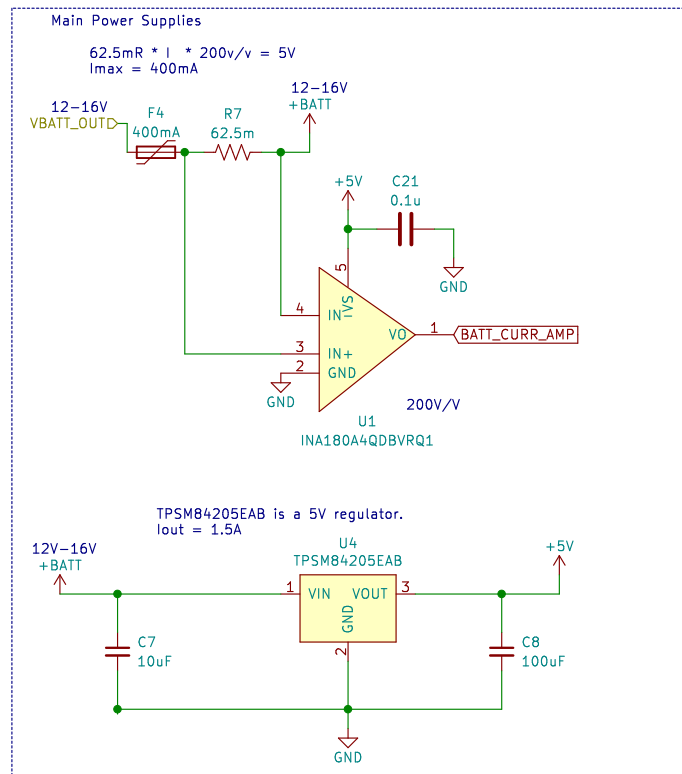 Main Power Supplies
62.5mR * I  * 200v/v = 5V
Imax = 400mA
12-16V
VBATT_OUT
F4
400mA
R7
62.5m
12-16V
+BATT
+5V
C21
0.1u
GND
5
VS
4
IN-
3
IN+
2
GND
GND
VO
1
BATT_CURR_AMP
200V/V
U1
INA180A4QDBVRQ1
TPSM84205EAB is a 5V regulator.
Iout = 1.5A
12V-16V
+BATT
U4
TPSM84205EAB
+5V
1
VIN
VOUT
3
GND
2
C7
10uF
C8
100uF
GND